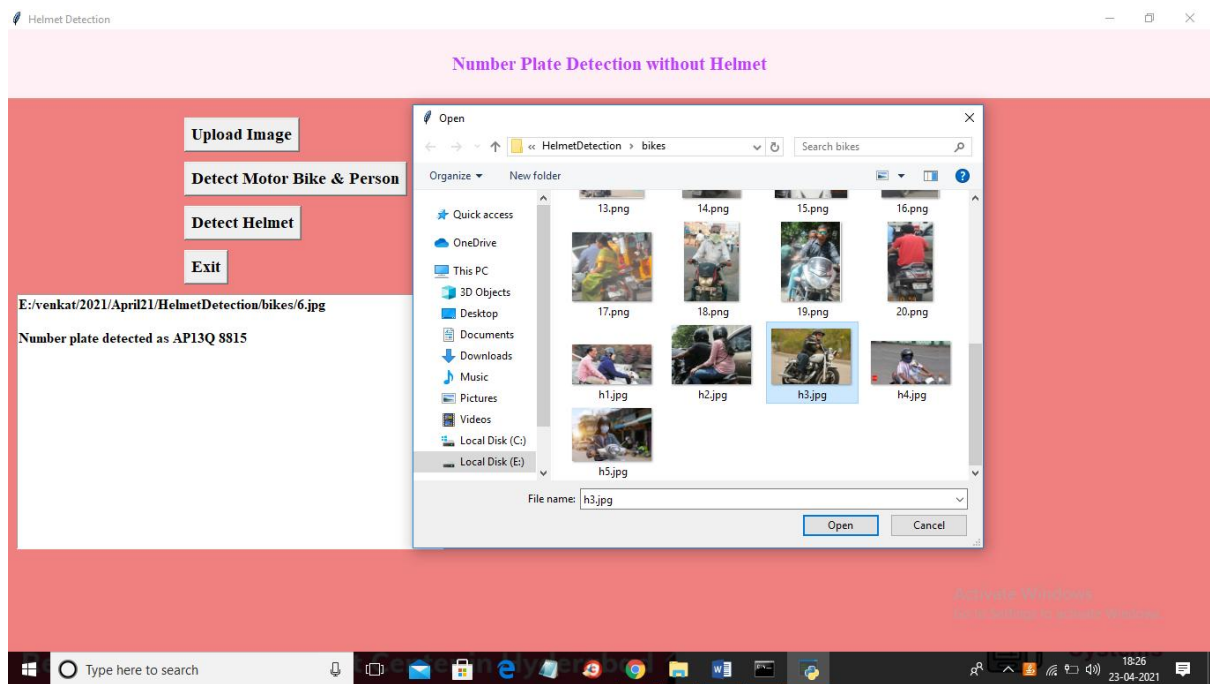 Helmet Detection
Number Plate Detection without Helmet
Upload Image
Detect Motor Bike & Person
Detect Helmet
Exit
E:/venkat/2021/April21/HelmetDetection/bikes/6.jpg
Number plate detected as AP13Q 8815
Open
« HelmetDetection › bikes
Search bikes
Organize
New folder
Quick access
OneDrive
This PC
3D Objects
Desktop
Documents
Downloads
Music
Pictures
Videos
Local Disk (C:)
Local Disk (E:)
13.png 14.png 15.png 16.png
17.png 18.png 19.png 20.png
h1.jpg h2.jpg h3.jpg h4.jpg
h5.jpg
File name: h3.jpg
Open Cancel
Activate Windows
Type here to search
18:26
23-04-2021